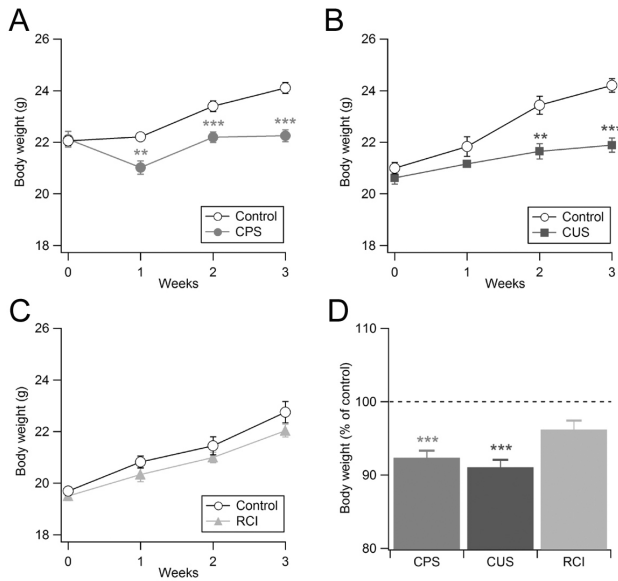 A
26
24
22
20
18
Body weight (g)
**
***
***
Control
CPS
0
1
2
3
Weeks
B
26
24
22
20
18
Body weight (g)
**
***
Control
CUS
0
1
2
3
Weeks
C
26
24
22
20
18
Body weight (g)
Control
RCI
0
1
2
3
Weeks
D
110
100
90
80
Body weight (% of control)
***
***
CPS
CUS
RCI